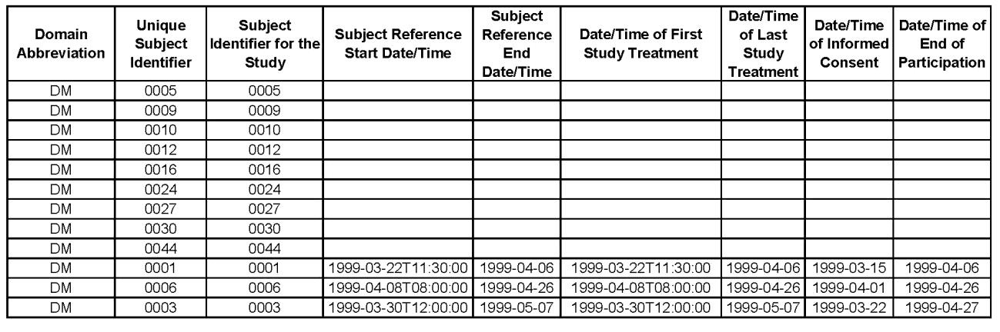 Domain Abbreviation | Unique Subject Identifier | Subject Identifier for the Study | Subject Reference Start Date/Time | Subject Reference End Date/Time | Date/Time of First Study Treatment | Date/Time of Last Study Treatment | Date/Time of Informed Consent | Date/Time of End of Participation
DM | 0005 | 0005
DM | 0009 | 0009
DM | 0010 | 0010
DM | 0012 | 0012
DM | 0016 | 0016
DM | 0024 | 0024
DM | 0027 | 0027
DM | 0030 | 0030
DM | 0044 | 0044
DM | 0001 | 0001 | 1999-03-22T11:30:00 | 1999-04-06 | 1999-03-22T11:30:00 | 1999-04-06 | 1999-03-15 | 1999-04-06
DM | 0006 | 0006 | 1999-04-08T08:00:00 | 1999-04-26 | 1999-04-08T08:00:00 | 1999-04-26 | 1999-04-01 | 1999-04-26
DM | 0003 | 0003 | 1999-03-30T12:00:00 | 1999-05-07 | 1999-03-30T12:00:00 | 1999-05-07 | 1999-03-22 | 1999-04-27